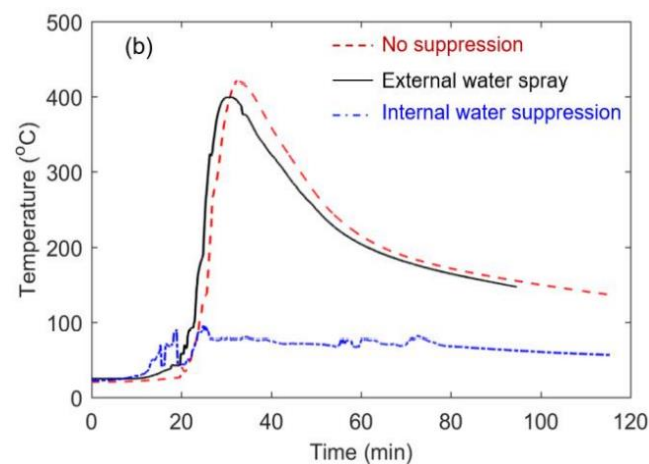 (b)
No suppression
External water spray
Internal water suppression
Temperature (°C)
500
400
300
200
100
0
0 20 40 60 80 100 120
Time (min)